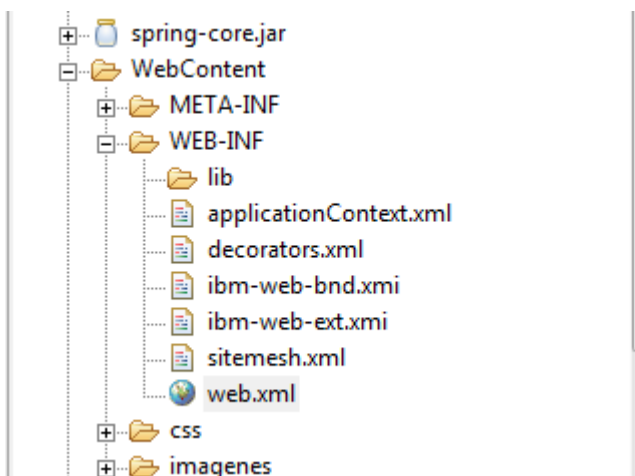 spring-core.jar
WebContent
META-INF
WEB-INF
lib
applicationContext.xml
decorators.xml
ibm-web-bnd.xmi
ibm-web-ext.xmi
sitemesh.xml
web.xml
css
imagenes